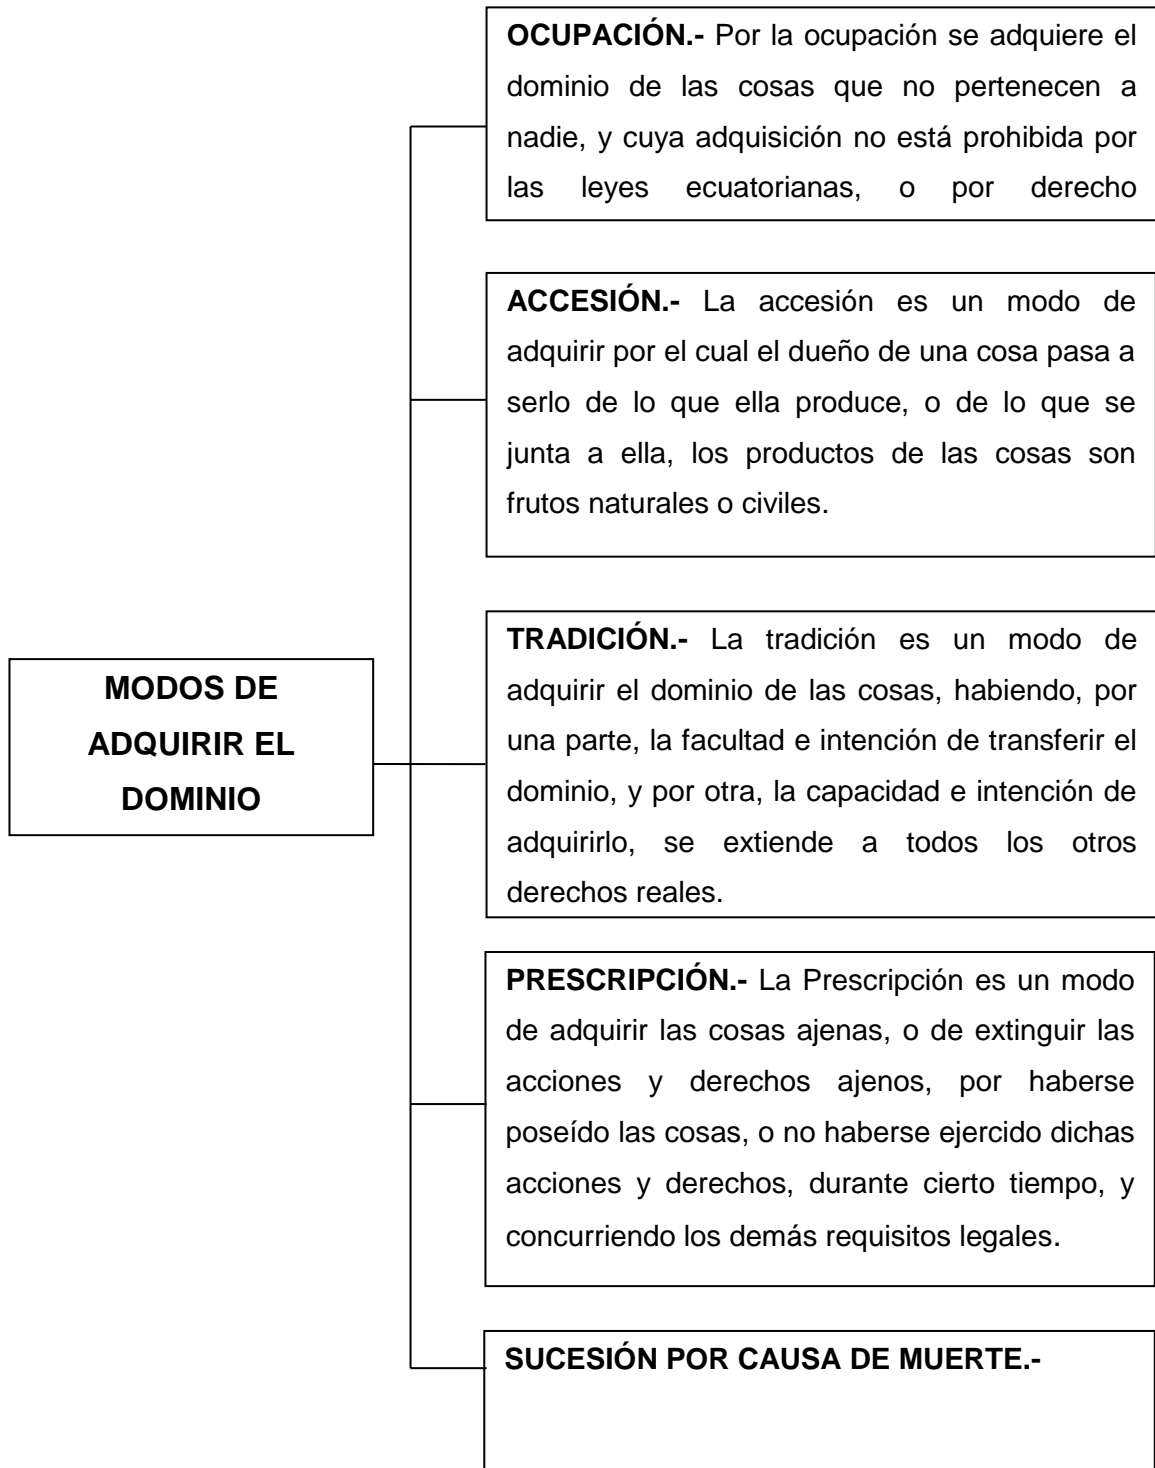 OCUPACIÓN.- Por la ocupación se adquiere el
dominio de las cosas que no pertenecen a
nadie, y cuya adquisición no está prohibida por
las leyes ecuatorianas, o por derecho
ACCESIÓN.- La accesión es un modo de
adquirir por el cual el dueño de una cosa pasa a
serlo de lo que ella produce, o de lo que se
junta a ella, los productos de las cosas son
frutos naturales o civiles.
MODOS DE
ADQUIRIR EL
DOMINIO
TRADICIÓN.- La tradición es un modo de
adquirir el dominio de las cosas, habiendo, por
una parte, la facultad e intención de transferir el
dominio, y por otra, la capacidad e intención de
adquirirlo, se extiende a todos los otros
derechos reales.
PRESCRIPCIÓN.- La Prescripción es un modo
de adquirir las cosas ajenas, o de extinguir las
acciones y derechos ajenos, por haberse
poseído las cosas, o no haberse ejercido dichas
acciones y derechos, durante cierto tiempo, y
concurriendo los demás requisitos legales.
SUCESIÓN POR CAUSA DE MUERTE.-